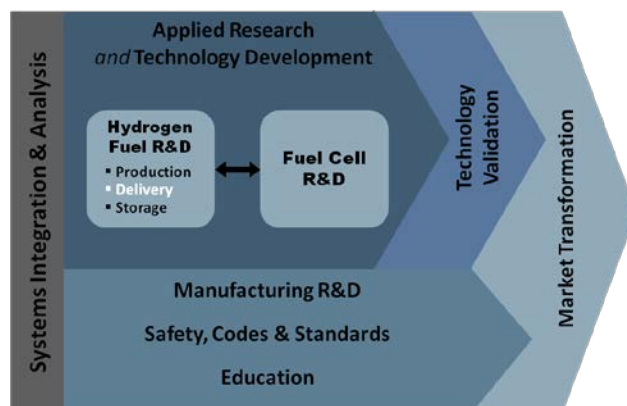 Systems Integration & Analysis
Applied Research
and Technology Development
Hydrogen
Fuel R&D
▪ Production
▪ Delivery
▪ Storage
Fuel Cell
R&D
Technology
Validation
Market Transformation
Manufacturing R&D
Safety, Codes & Standards
Education